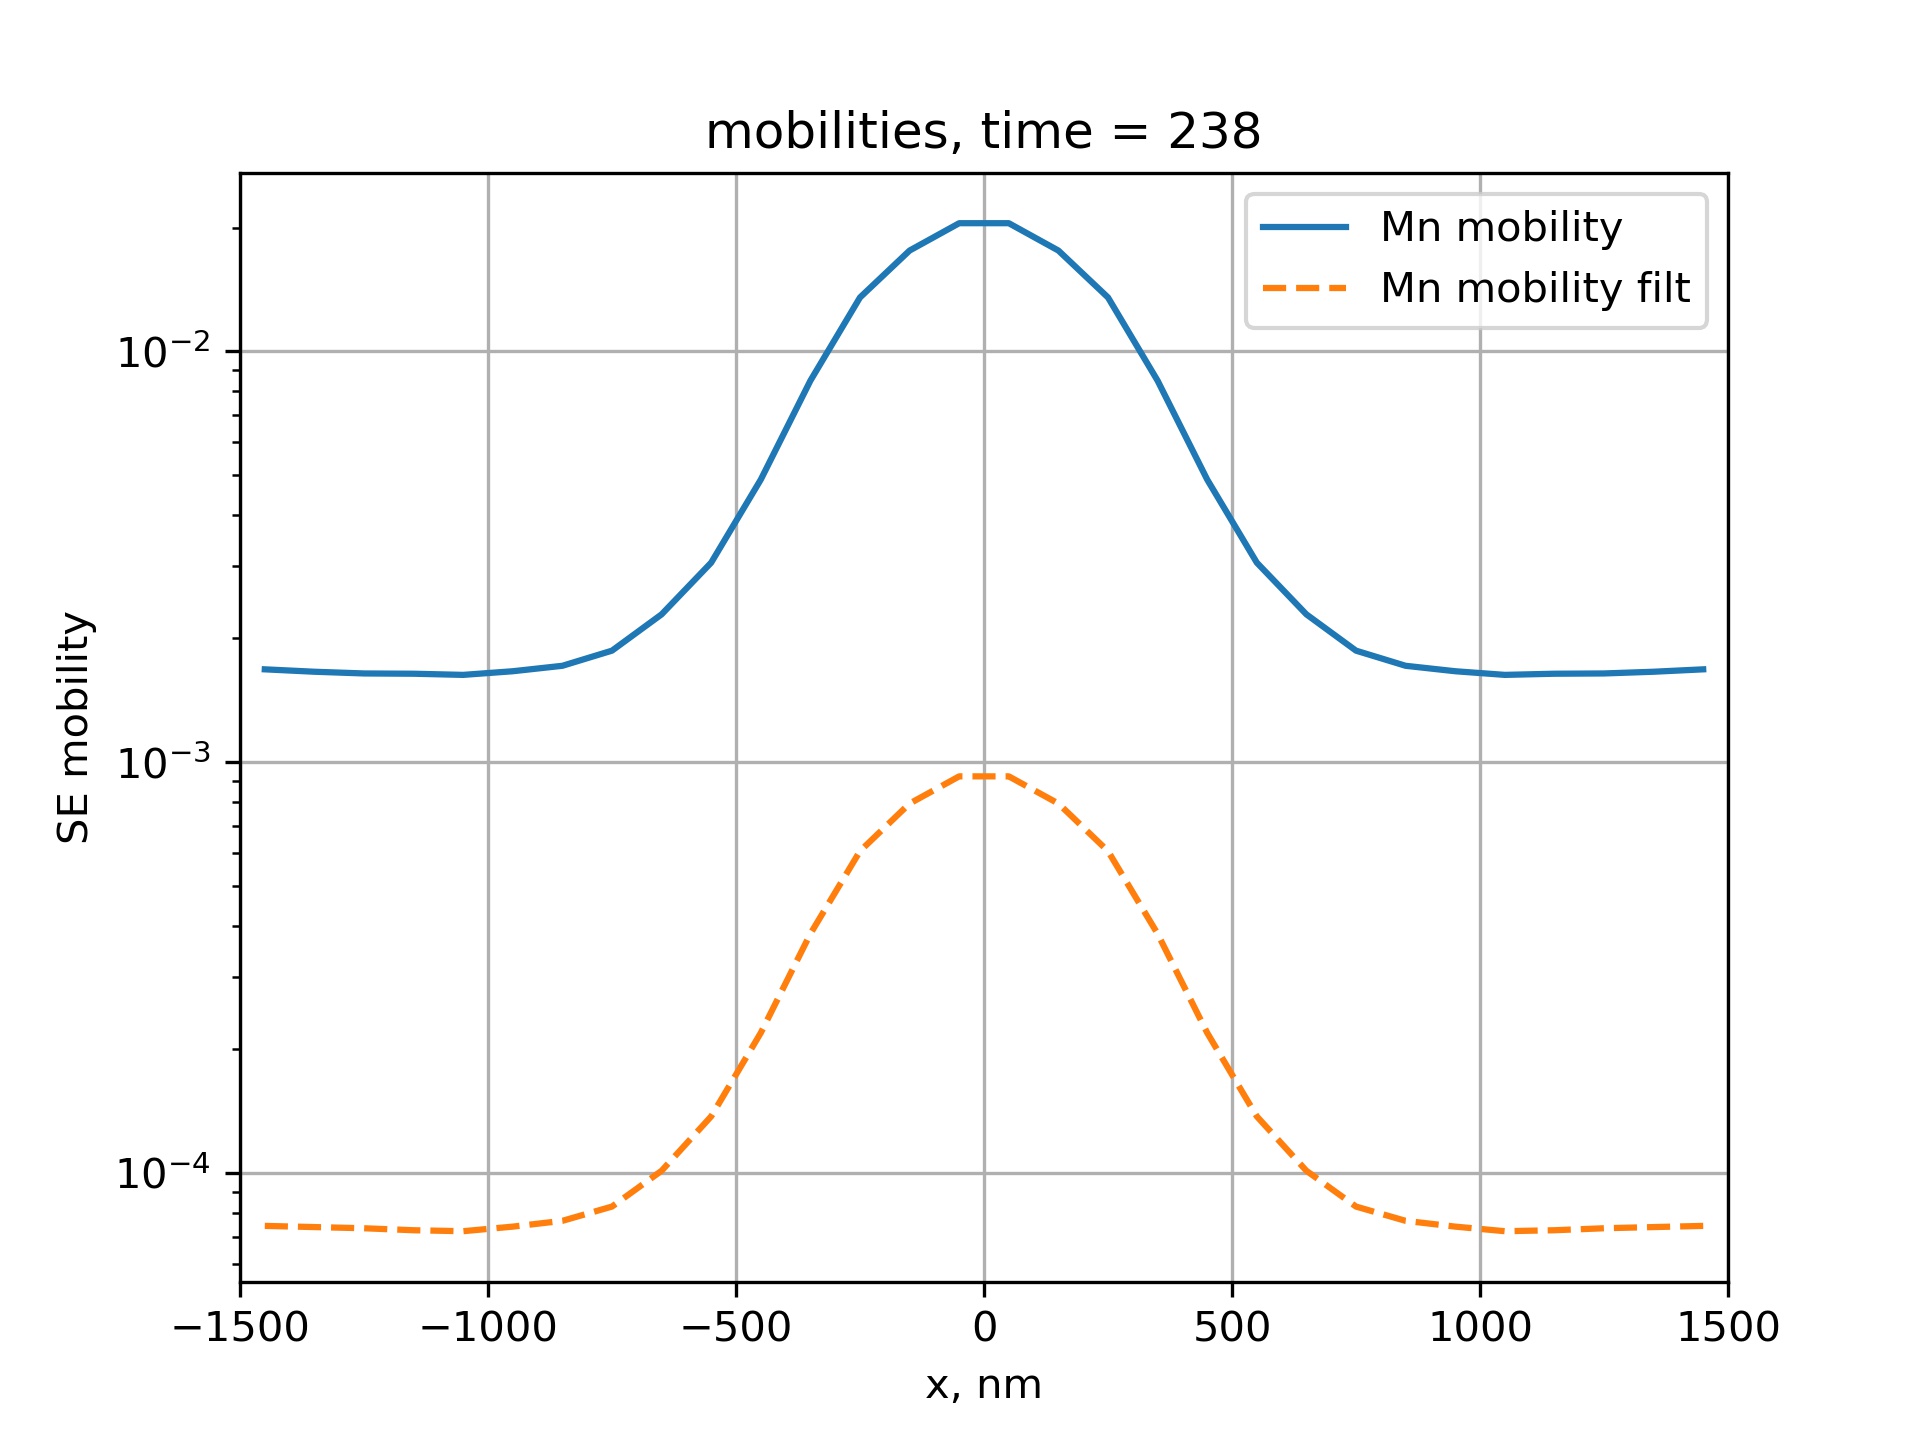 mobilities, time = 238
Mn mobility
Mn mobility filt
SE mobility
10⁻²
10⁻³
10⁻⁴
−1500 −1000 −500 0 500 1000 1500
x, nm